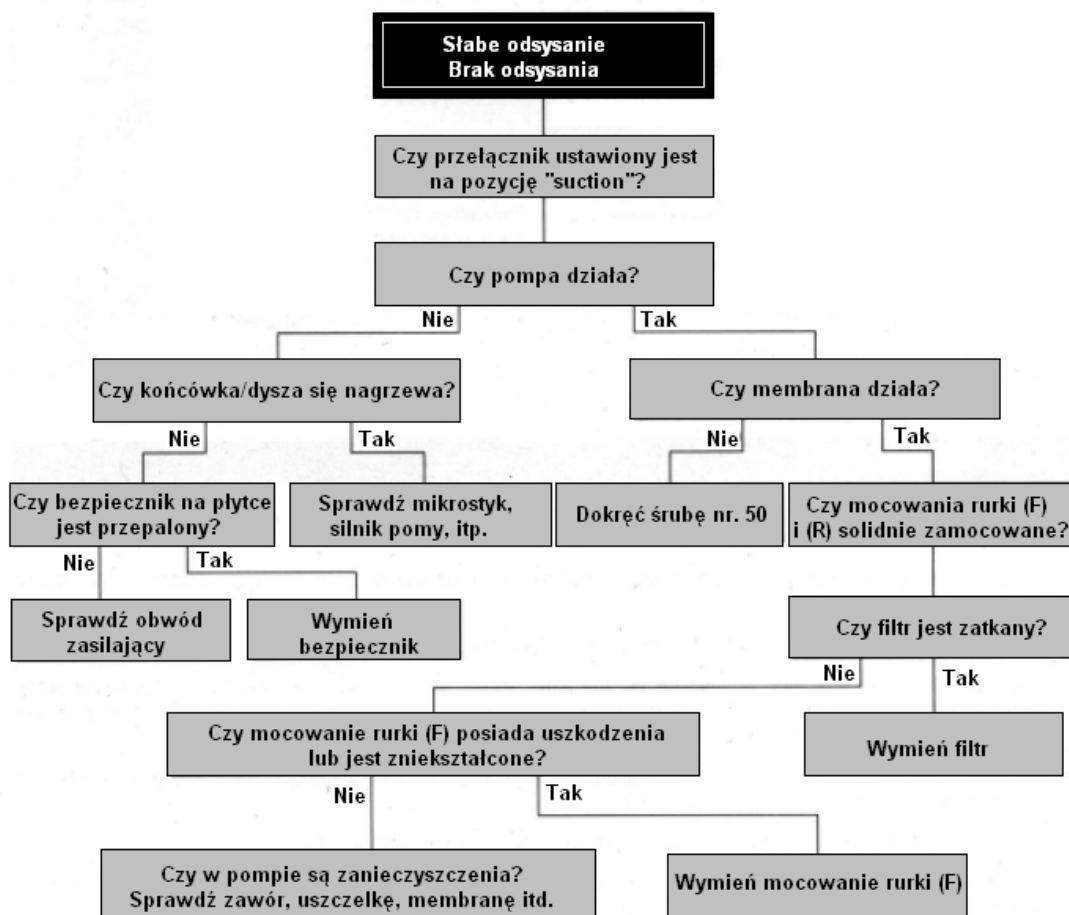 Słabe odsysanie
Brak odsysania
Czy przełącznik ustawiony jest
na pozycję "suction"?
Czy pompa działa?
Nie
Tak
Czy końcówka/dysza się nagrzewa?
Czy membrana działa?
Nie
Tak
Nie
Tak
Czy bezpiecznik na płytce
jest przepalony?
Sprawdź mikrostyk,
silnik pomy, itp.
Dokręć śrubę nr. 50
Czy mocowania rurki (F)
i (R) solidnie zamocowane?
Nie
Tak
Sprawdź obwód
zasilający
Wymień
bezpiecznik
Czy filtr jest zatkany?
Nie
Tak
Czy mocowanie rurki (F) posiada uszkodzenia
lub jest zniekształcone?
Wymień filtr
Nie
Tak
Czy w pompie są zanieczyszczenia?
Sprawdź zawór, uszczelkę, membranę itd.
Wymień mocowanie rurki (F)